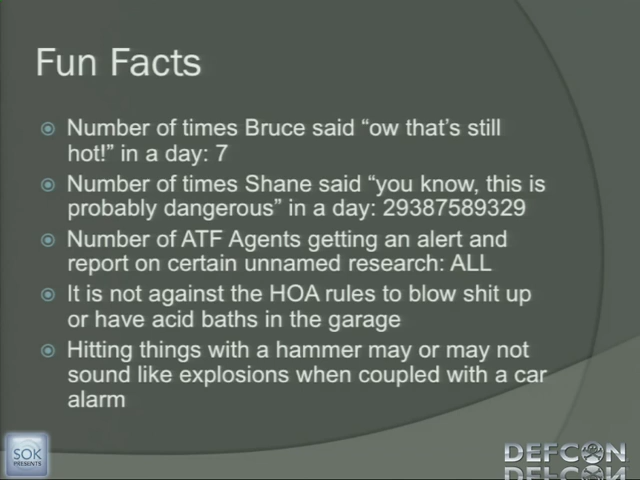 Fun Facts
Number of times Bruce said “ow that’s still
hot!” in a day: 7
Number of times Shane said “you know, this is
probably dangerous” in a day: 29387589329
Number of ATF Agents getting an alert and
report on certain unnamed research: ALL
It is not against the HOA rules to blow shit up
or have acid baths in the garage
Hitting things with a hammer may or may not
sound like explosions when coupled with a car
alarm
SOK
PRESENTS
DEFCON